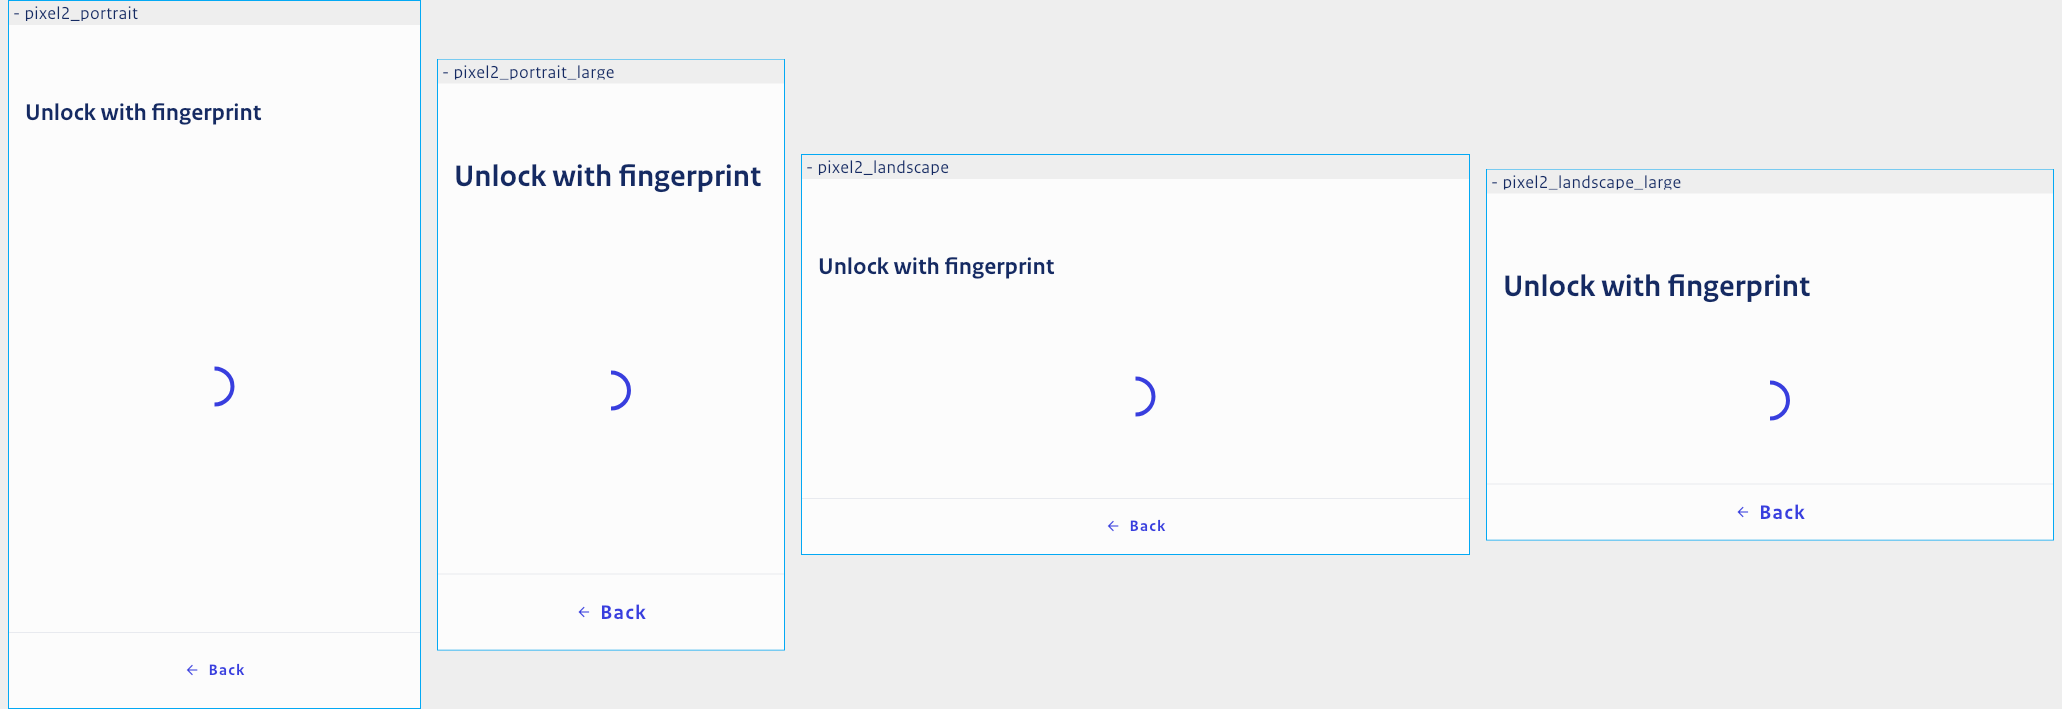 - pixel2_portrait
Unlock with fingerprint
← Back
- pixel2_portrait_large
Unlock with fingerprint
← Back
- pixel2_landscape
Unlock with fingerprint
← Back
- pixel2_landscape_large
Unlock with fingerprint
← Back